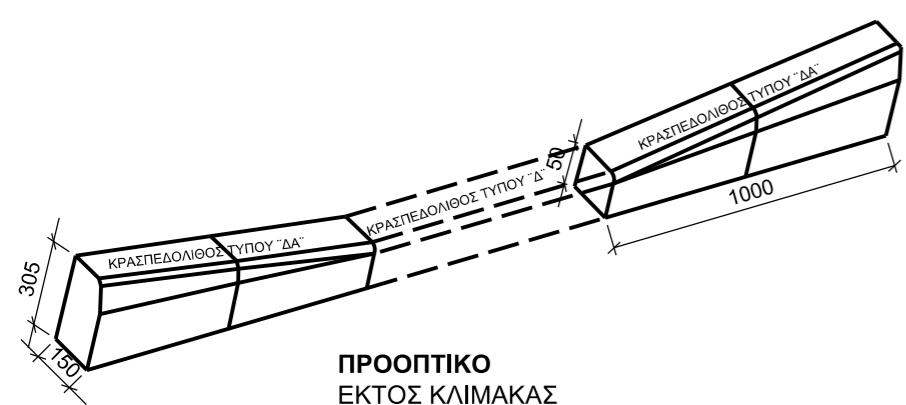 ΚΡΑΣΠΕΔΟΛΙΘΟΣ ΤΥΠΟΥ ¨ΔΑ¨
50
ΚΡΑΣΠΕΔΟΛΙΘΟΣ ΤΥΠΟΥ ¨Δ¨
1000
ΚΡΑΣΠΕΔΟΛΙΘΟΣ ΤΥΠΟΥ ¨ΔΑ¨
305
150
ΠΡΟΟΠΤΙΚΟ
ΕΚΤΟΣ ΚΛΙΜΑΚΑΣ